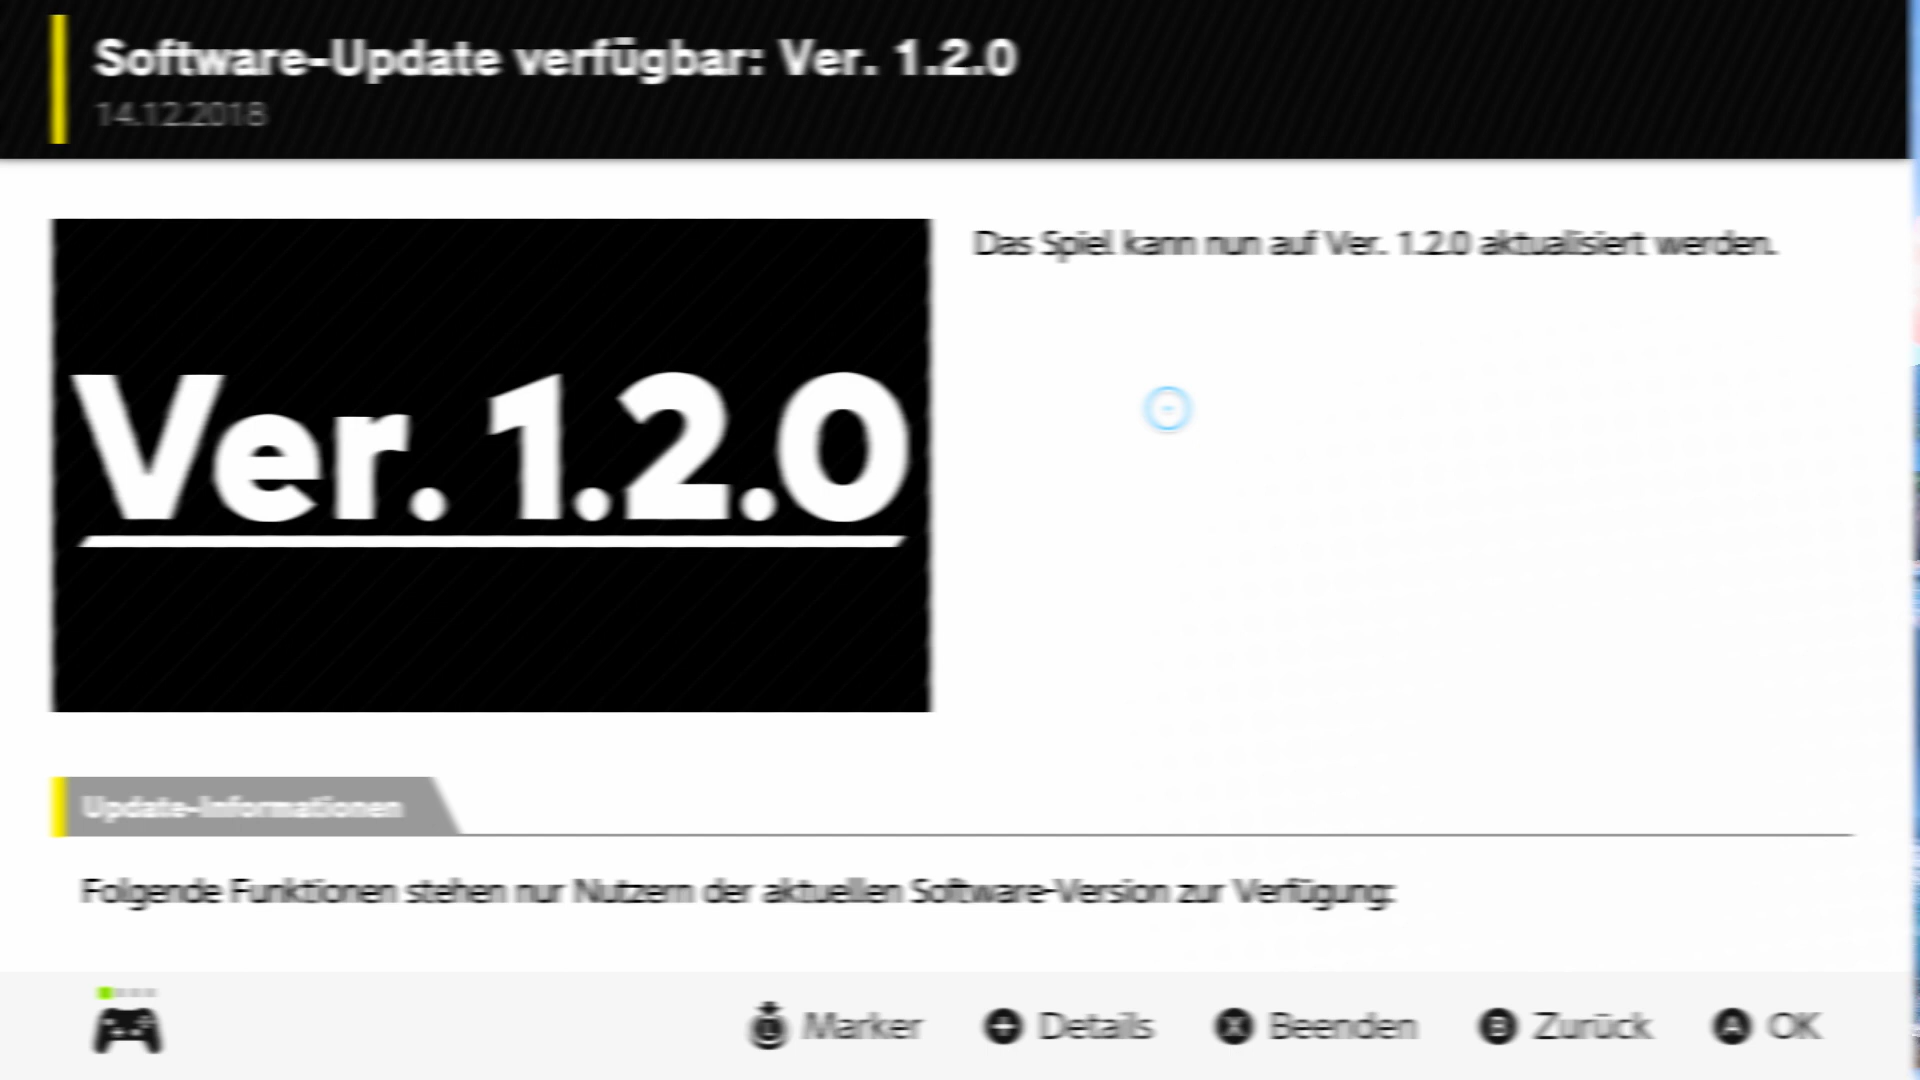 Software-Update verfügbar: Ver. 1.2.0
14.12.2018
Das Spiel kann nun auf Ver. 1.2.0 aktualisiert werden.
Ver. 1.2.0
Update-Informationen
Folgende Funktionen stehen nur Nutzern der aktuellen Software-Version zur Verfügung:
L Marker
+ Details
X Beenden
B Zurück
A OK